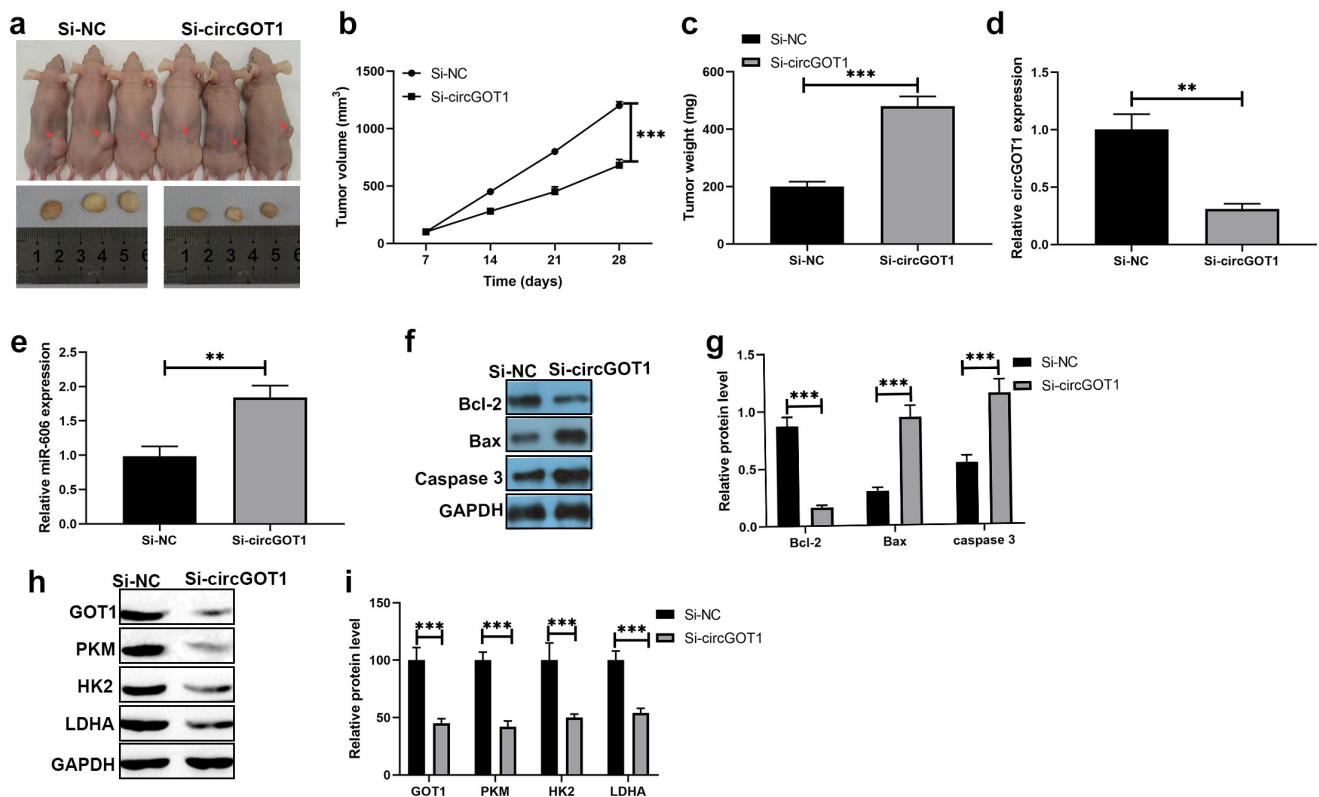 a
Si-NC Si-circGOT1
1 2 3 4 5 6
1 2 3 4 5 6
b
Si-NC
Si-circGOT1
Tumor volume (mm³)
1500
1000
500
0
7 14 21 28
Time (days)
***
c
Si-NC
Si-circGOT1
Tumor weight (mg)
600
400
200
0
***
Si-NC Si-circGOT1
d
Relative circGOT1 expression
1.5
1.0
0.5
0.0
**
Si-NC Si-circGOT1
e
Relative miR-606 expression
2.5
2.0
1.5
1.0
0.5
0.0
**
Si-NC Si-circGOT1
f
Si-NC Si-circGOT1
Bcl-2
Bax
Caspase 3
GAPDH
g
Si-NC
Si-circGOT1
Relative protein level
1.5
1.0
0.5
0.0
*** *** ***
Bcl-2 Bax caspase 3
h
Si-NC Si-circGOT1
GOT1
PKM
HK2
LDHA
GAPDH
i
Si-NC
Si-circGOT1
Relative protein level
150
100
50
0
*** *** *** ***
GOT1 PKM HK2 LDHA